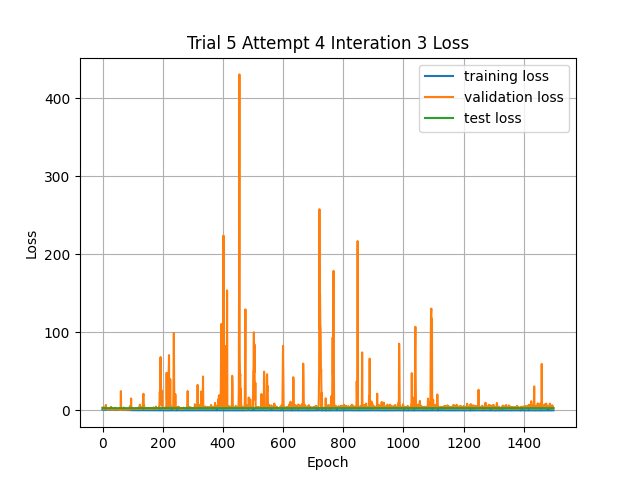 Trial 5 Attempt 4 Interation 3 Loss
training loss
validation loss
test loss
400
300
200
100
0
Loss
0 200 400 600 800 1000 1200 1400
Epoch